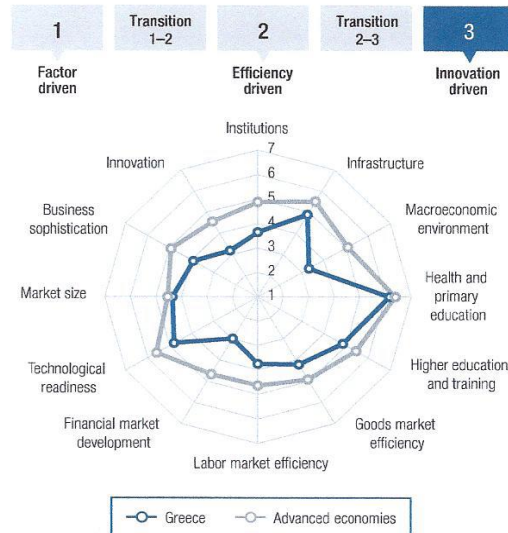 1
Transition
1–2
2
Transition
2–3
3
Factor
driven
Efficiency
driven
Innovation
driven
Institutions
7
6
5
4
3
2
1
Infrastructure
Macroeconomic
environment
Health and
primary
education
Higher education
and training
Goods market
efficiency
Labor market efficiency
Financial market
development
Technological
readiness
Market size
Business
sophistication
Innovation
Greece
Advanced economies